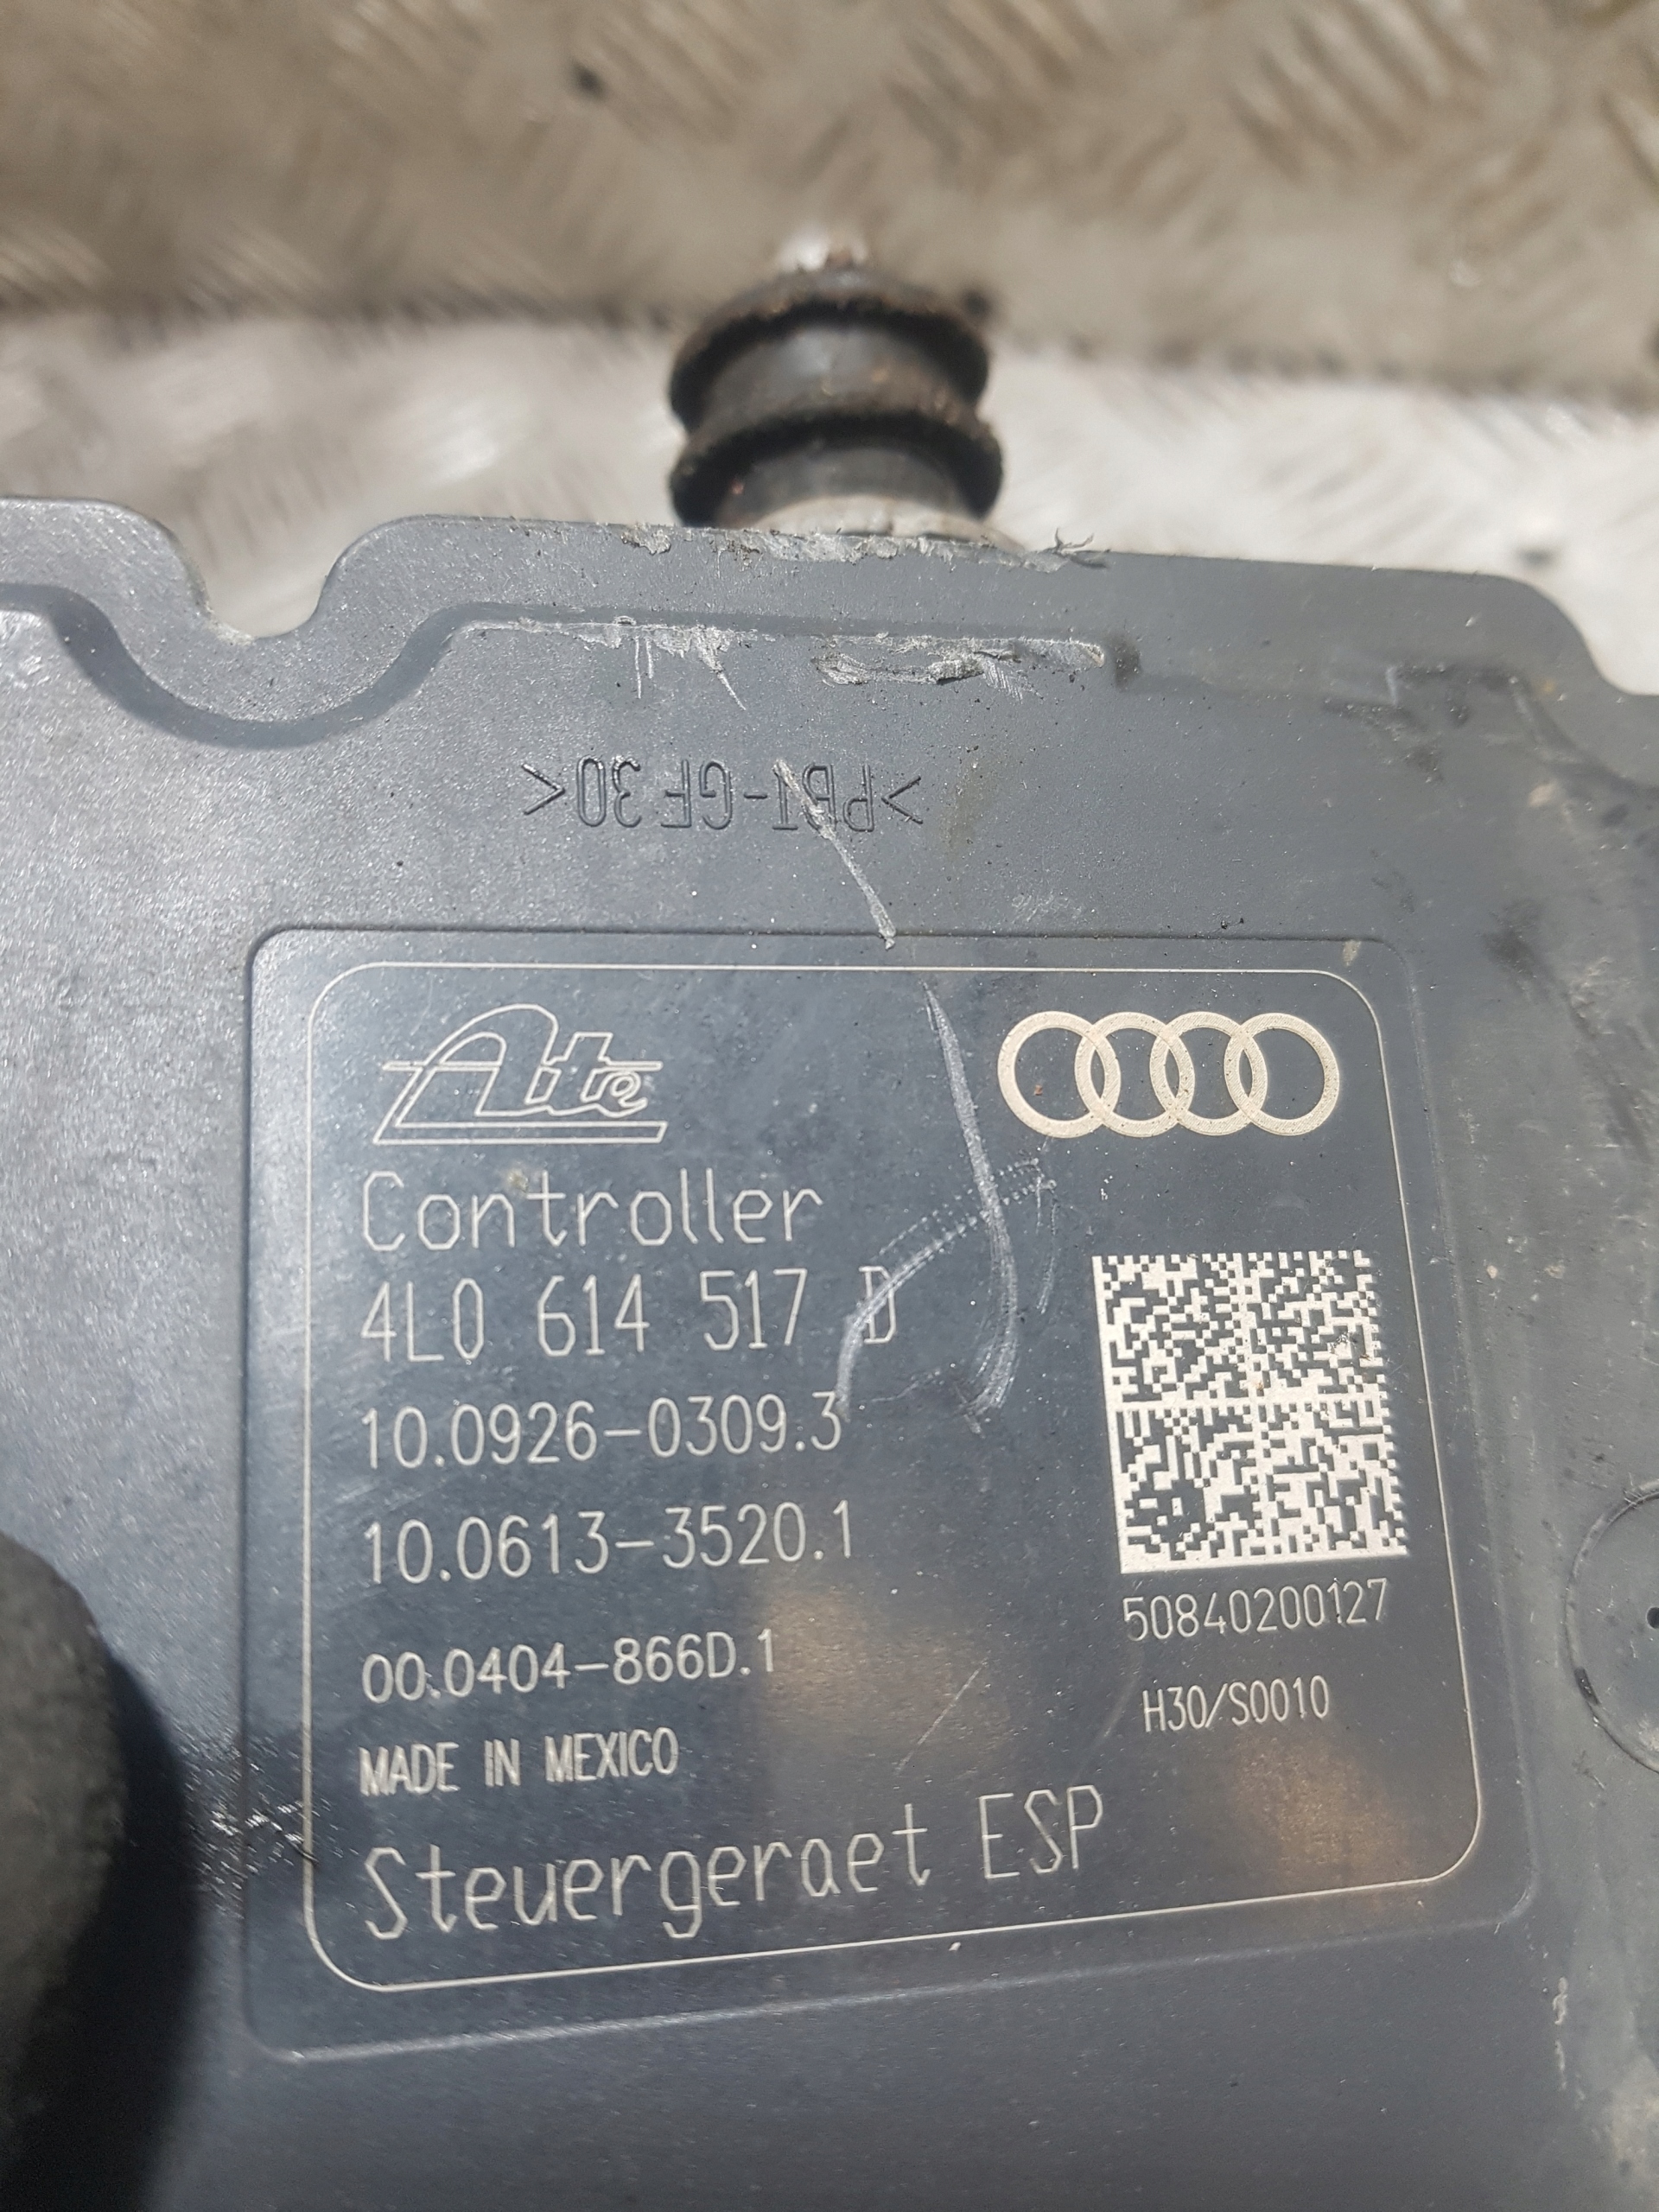 >PBT-GF30<
Ate
Controller
4L0 614 517 D
10.0926-0309.3
10.0613-3520.1
50840200127
00.0404-866D.1
H30/S0010
MADE IN MEXICO
Steuergeraet ESP